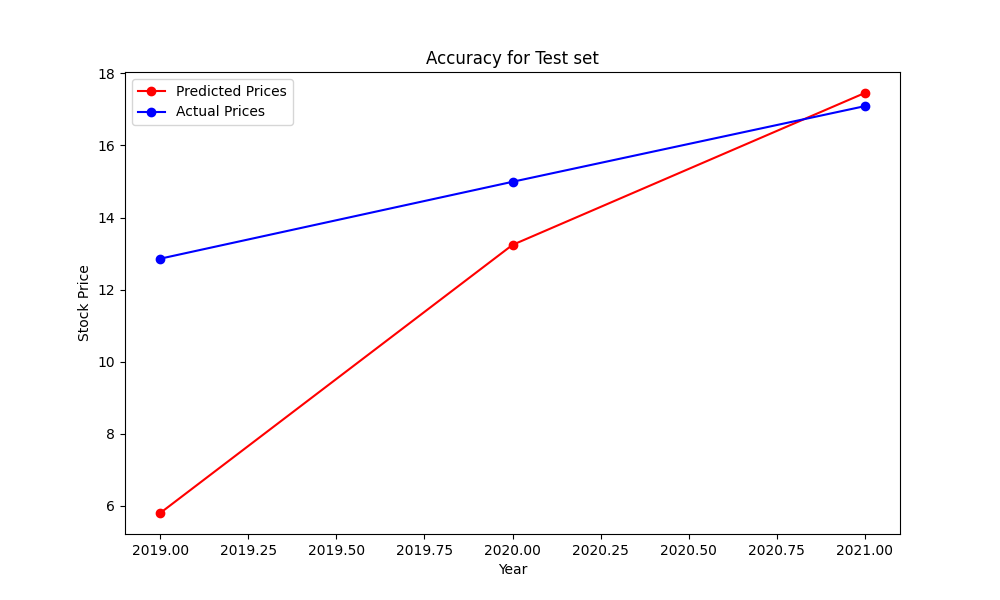 Accuracy for Test set
Predicted Prices
Actual Prices
18
16
14
12
10
8
6
Stock Price
2019.00 2019.25 2019.50 2019.75 2020.00 2020.25 2020.50 2020.75 2021.00
Year